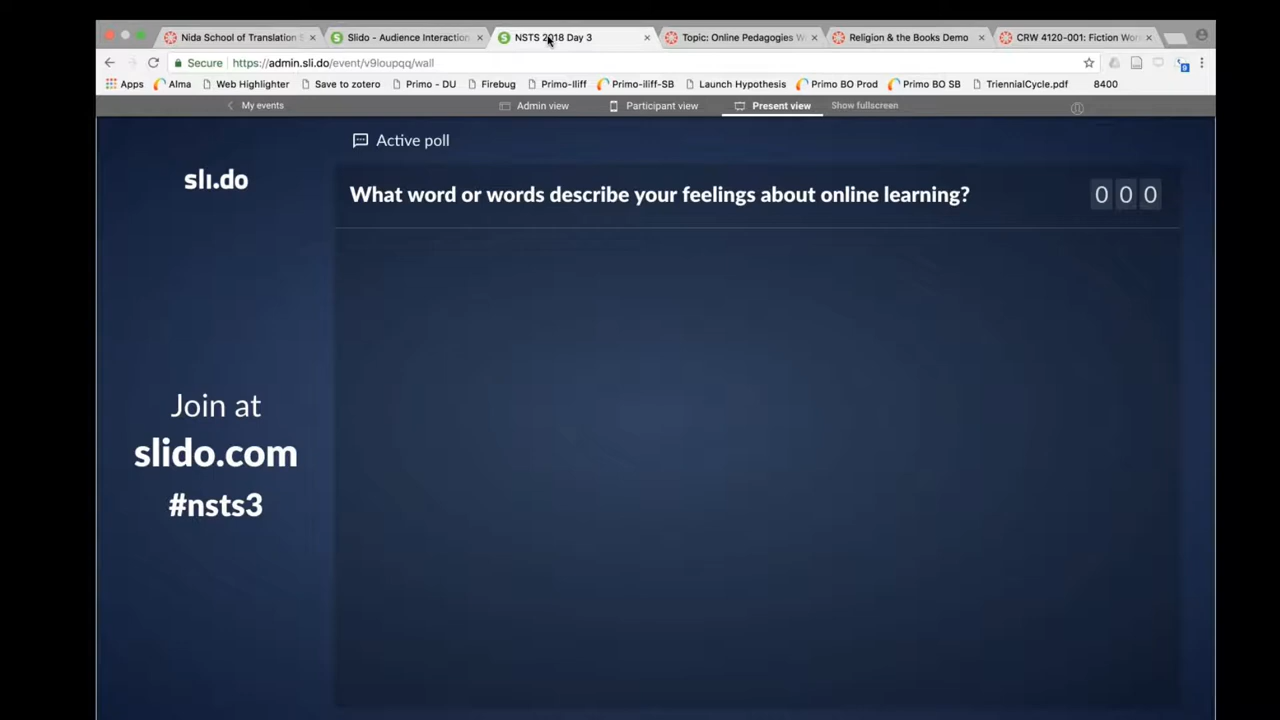 Nida School of Translation S
Slido - Audience Interaction
NSTS 2018 Day 3
Topic: Online Pedagogies W
Religion & the Books Demo
CRW 4120-001: Fiction Wor
Secure
https://admin.sli.do/event/v9loupqq/wall
Apps
Alma
Web Highlighter
Save to zotero
Primo - DU
Firebug
Primo-Iliff
Primo-iliff-SB
Launch Hypothesis
Primo BO Prod
Primo BO SB
TriennialCycle.pdf
8400
My events
Admin view
Participant view
Present view
Show fullscreen
sli.do
Active poll
What word or words describe your feelings about online learning?
0 0 0
Join at
slido.com
#nsts3